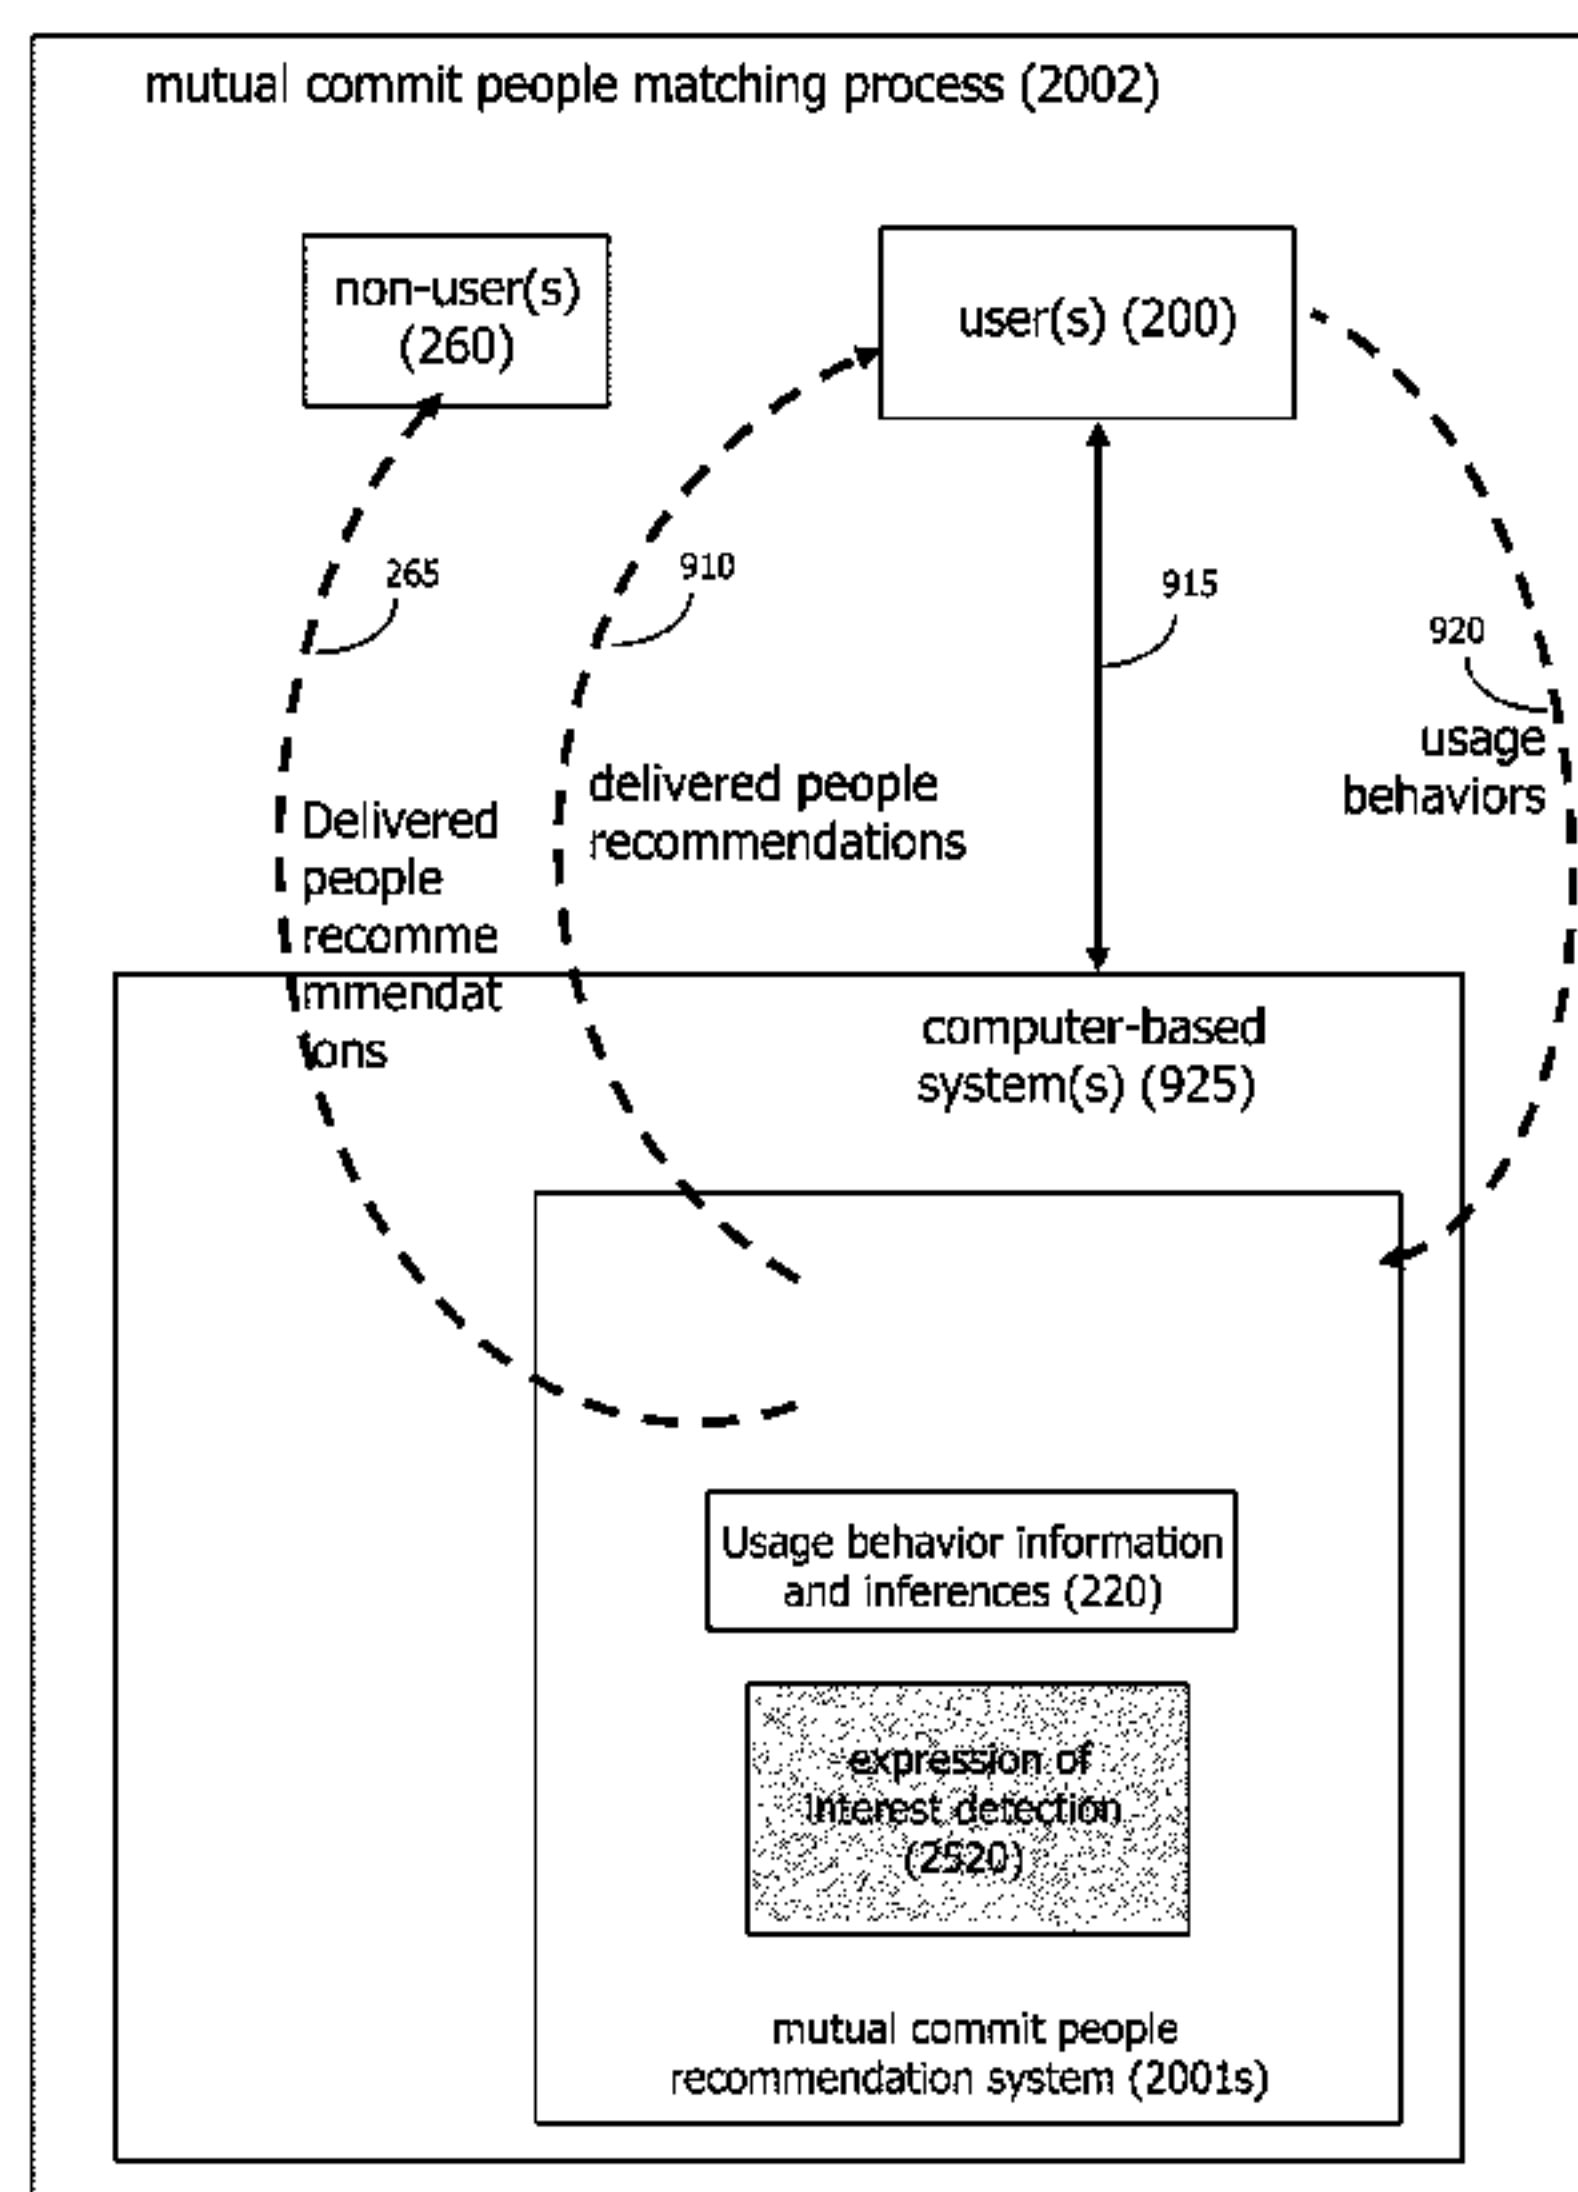 mutual commit people matching process (2002)
non-user(s)
(260)
user(s) (200)
265
910
915
920
usage
behaviors
delivered people
recommendations
Delivered
people
recomme
mmendat
ions
computer-based
system(s) (925)
Usage behavior information
and inferences (220)
expression of
interest detection
(2520)
mutual commit people
recommendation system (2001s)